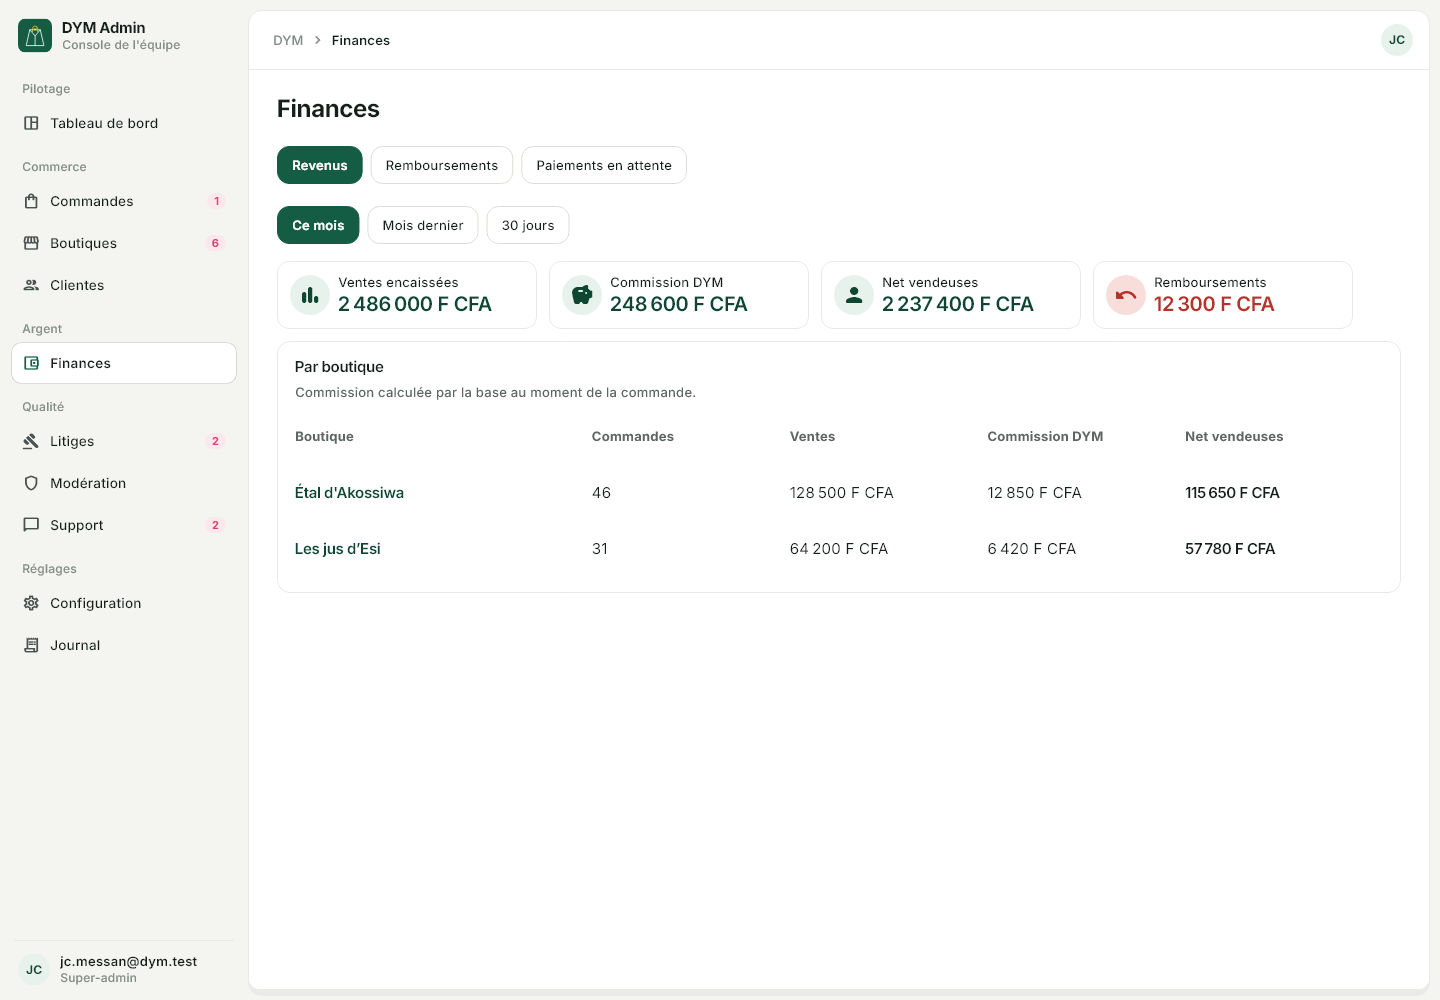 DYM Admin
Console de l'équipe
Pilotage
Tableau de bord
Commerce
Commandes 1
Boutiques 6
Clientes
Argent
Finances
Qualité
Litiges 2
Modération
Support 2
Réglages
Configuration
Journal
JC jc.messan@dym.test
Super-admin
DYM > Finances JC
Finances
Revenus Remboursements Paiements en attente
Ce mois Mois dernier 30 jours
Ventes encaissées
2 486 000 F CFA
Commission DYM
248 600 F CFA
Net vendeuses
2 237 400 F CFA
Remboursements
12 300 F CFA
Par boutique
Commission calculée par la base au moment de la commande.
Boutique Commandes Ventes Commission DYM Net vendeuses
Étal d'Akossiwa 46 128 500 F CFA 12 850 F CFA 115 650 F CFA
Les jus d’Esi 31 64 200 F CFA 6 420 F CFA 57 780 F CFA